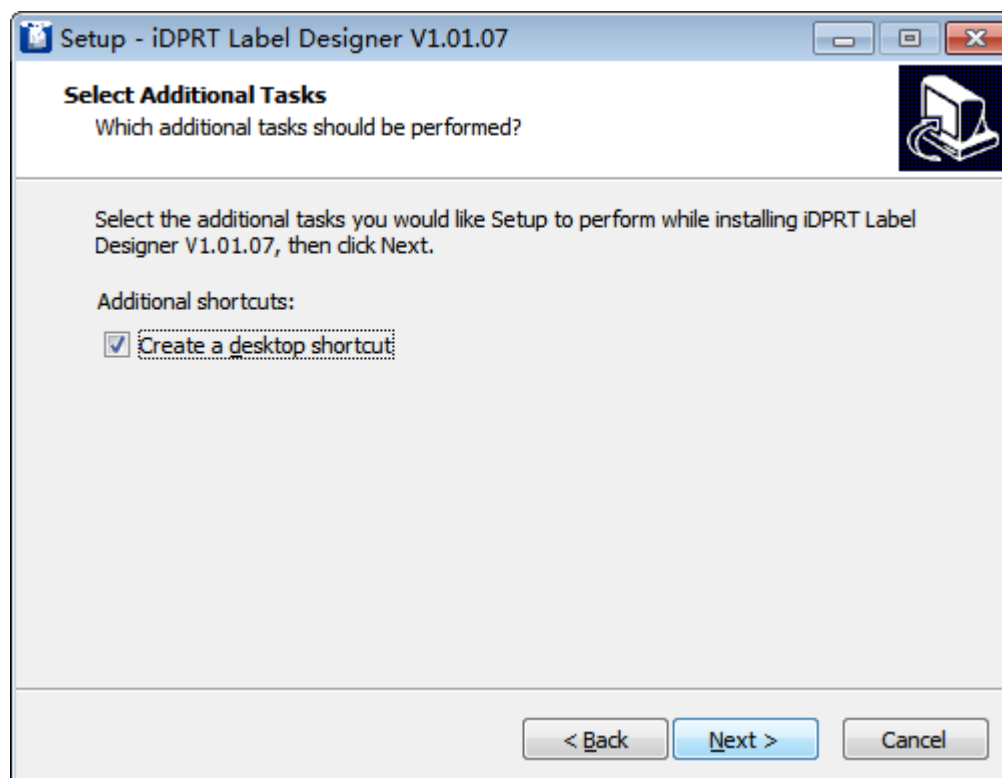 Setup - iDPRT Label Designer V1.01.07
Select Additional Tasks
Which additional tasks should be performed?
Select the additional tasks you would like Setup to perform while installing iDPRT Label
Designer V1.01.07, then click Next.
Additional shortcuts:
Create a desktop shortcut
< Back Next > Cancel